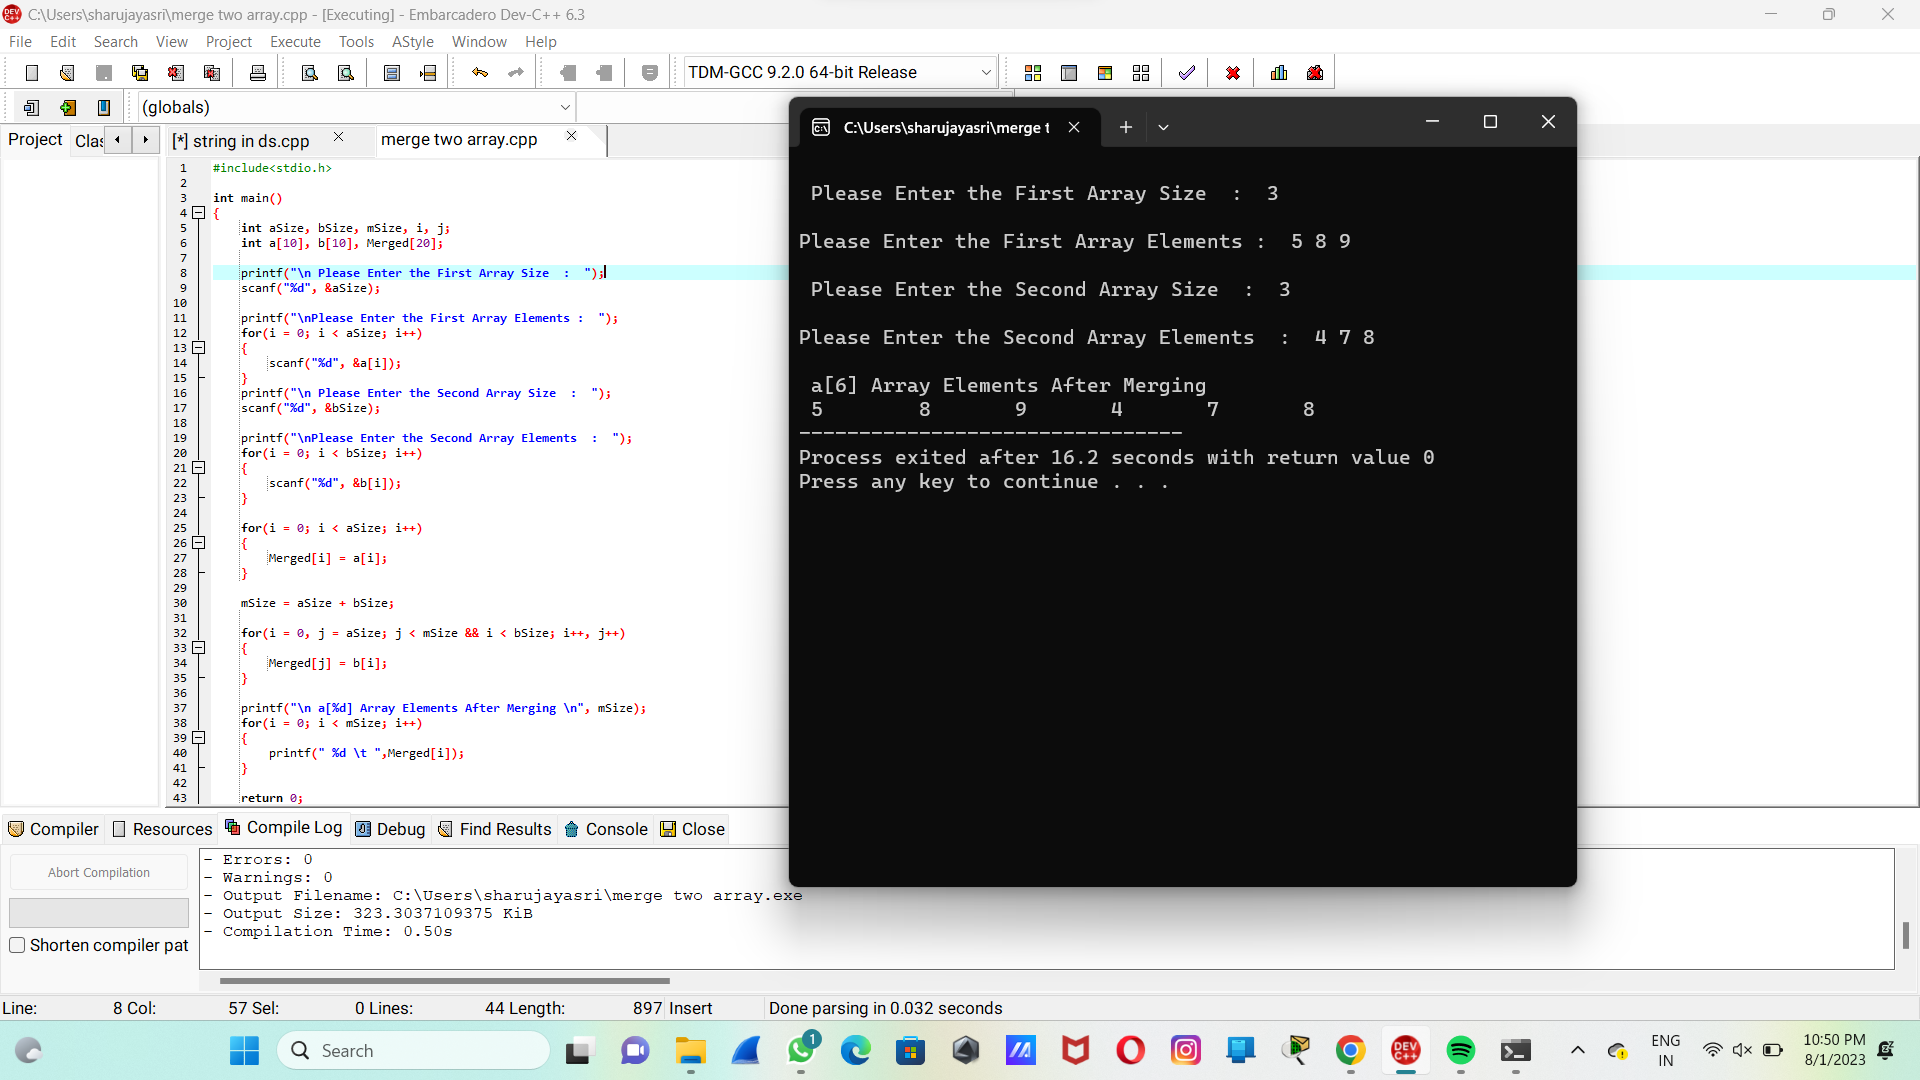 C:\Users\sharujayasri\merge two array.cpp - [Executing] - Embarcadero Dev-C++ 6.3
File Edit Search View Project Execute Tools AStyle Window Help
TDM-GCC 9.2.0 64-bit Release
(globals)
Project Clas [*] string in ds.cpp merge two array.cpp
1 #include<stdio.h>
2
3 int main()
4 {
5 int aSize, bSize, mSize, i, j;
6 int a[10], b[10], Merged[20];
7
8 printf("\n Please Enter the First Array Size  :  ");
9 scanf("%d", &aSize);
10
11 printf("\nPlease Enter the First Array Elements :  ");
12 for(i = 0; i < aSize; i++)
13 {
14 scanf("%d", &a[i]);
15 }
16 printf("\n Please Enter the Second Array Size  :  ");
17 scanf("%d", &bSize);
18
19 printf("\nPlease Enter the Second Array Elements  :  ");
20 for(i = 0; i < bSize; i++)
21 {
22 scanf("%d", &b[i]);
23 }
24
25 for(i = 0; i < aSize; i++)
26 {
27 Merged[i] = a[i];
28 }
29
30 mSize = aSize + bSize;
31
32 for(i = 0, j = aSize; j < mSize && i < bSize; i++, j++)
33 {
34 Merged[j] = b[i];
35 }
36
37 printf("\n a[%d] Array Elements After Merging \n", mSize);
38 for(i = 0; i < mSize; i++)
39 {
40 printf(" %d \t ",Merged[i]);
41 }
42
43 return 0;
C:\Users\sharujayasri\merge t
Please Enter the First Array Size  :  3
Please Enter the First Array Elements :  5 8 9
Please Enter the Second Array Size  :  3
Please Enter the Second Array Elements  :  4 7 8
a[6] Array Elements After Merging
5 8 9 4 7 8
--------------------------------
Process exited after 16.2 seconds with return value 0
Press any key to continue . . .
Compiler Resources Compile Log Debug Find Results Console Close
Abort Compilation
Shorten compiler pat
- Errors: 0
- Warnings: 0
- Output Filename: C:\Users\sharujayasri\merge two array.exe
- Output Size: 323.3037109375 KiB
- Compilation Time: 0.50s
Line: 8 Col: 57 Sel: 0 Lines: 44 Length: 897 Insert Done parsing in 0.032 seconds
Search
1
DEV C++
ENG
IN
10:50 PM
8/1/2023